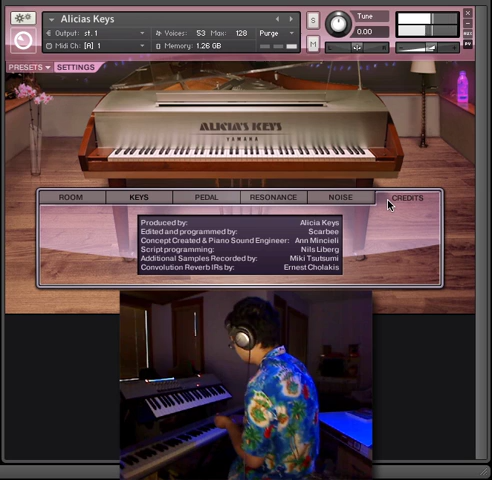 Alicias Keys
Output: st. 1 Voices: 53 Max: 128 Purge
Midi Ch: [A] 1 Memory: 1.26 GB
S
M
Tune
0.00
L R
PRESETS SETTINGS
ALICIA'S KEYS
YAMAHA
ROOM KEYS PEDAL RESONANCE NOISE CREDITS
Produced by: Alicia Keys
Edited and programmed by: Scarbee
Concept Created & Piano Sound Engineer: Ann Mincieli
Script programming: Nils Liberg
Additional Samples Recorded by: Miki Tsutsumi
Convolution Reverb IRs by: Ernest Cholakis